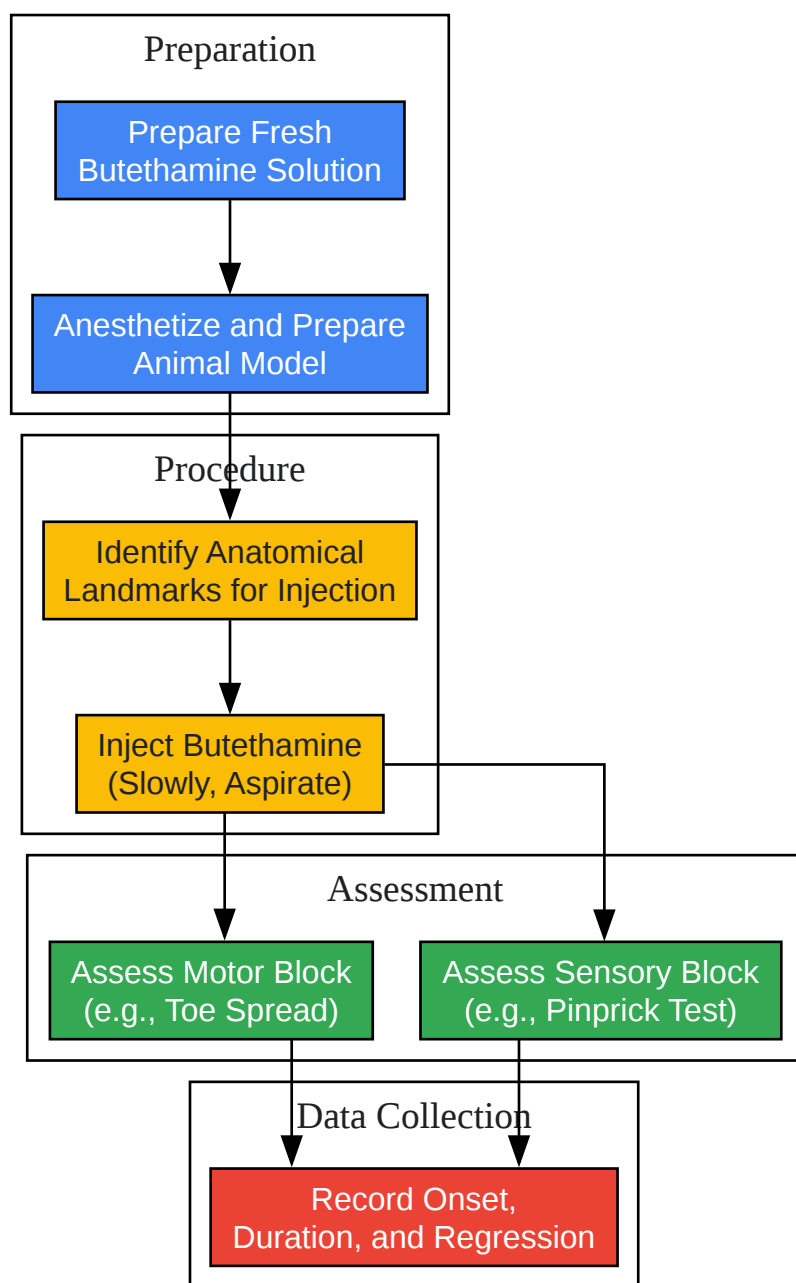 Preparation
Prepare Fresh
Butethamine Solution
Anesthetize and Prepare
Animal Model
Procedure
Identify Anatomical
Landmarks for Injection
Inject Butethamine
(Slowly, Aspirate)
Assessment
Assess Motor Block
(e.g., Toe Spread)
Assess Sensory Block
(e.g., Pinprick Test)
Data Collection
Record Onset,
Duration, and Regression